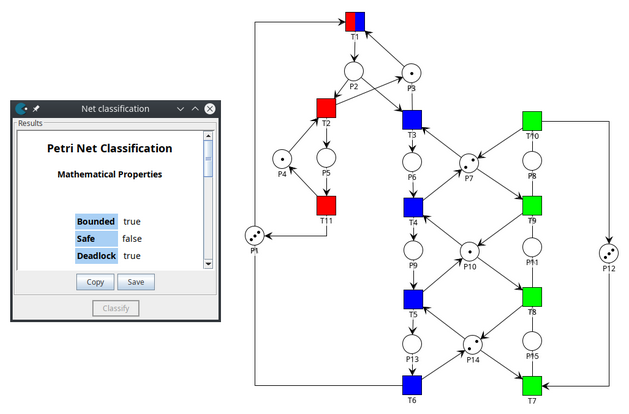 Net classification
Results
Petri Net Classification
Mathematical Properties
Bounded true
Safe false
Deadlock true
Copy Save
Classify
T1
P2
P3
T2
T3
T10
P4
P5
P6
P7
P8
T11
T4
T9
P1
P9
P10
P11
P12
T5
T8
P13
P14
P15
T6
T7